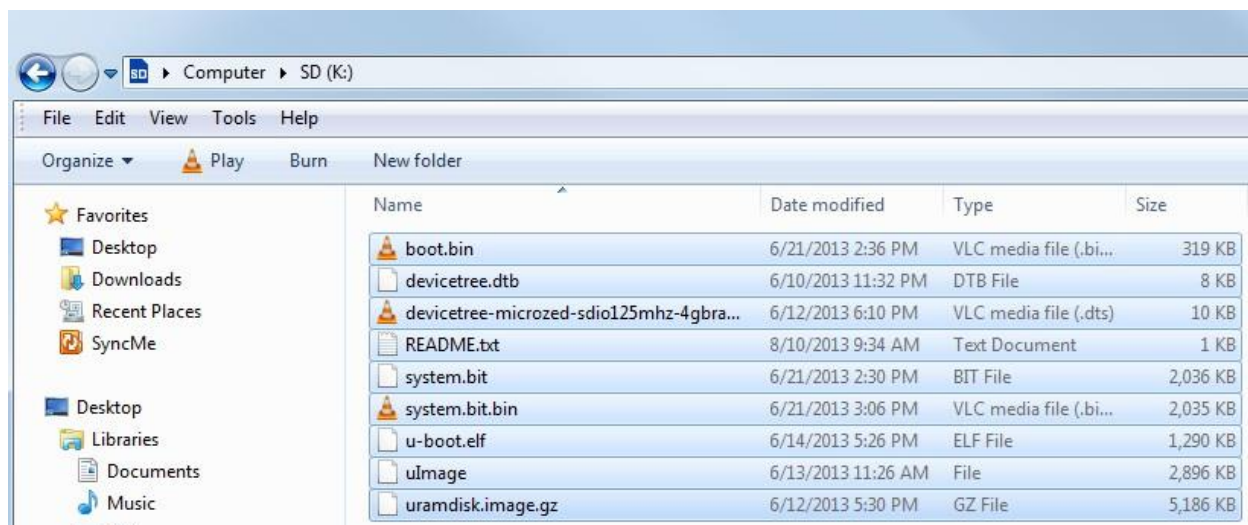 SD Computer SD (K:)
File Edit View Tools Help
Organize Play Burn New folder
Favorites
Desktop
Downloads
Recent Places
SyncMe
Desktop
Libraries
Documents
Music
Name Date modified Type Size
boot.bin 6/21/2013 2:36 PM VLC media file (.bi... 319 KB
devicetree.dtb 6/10/2013 11:32 PM DTB File 8 KB
devicetree-microzed-sdio125mhz-4gbra... 6/12/2013 6:10 PM VLC media file (.dts) 10 KB
README.txt 8/10/2013 9:34 AM Text Document 1 KB
system.bit 6/21/2013 2:30 PM BIT File 2,036 KB
system.bit.bin 6/21/2013 3:06 PM VLC media file (.bi... 2,035 KB
u-boot.elf 6/14/2013 5:26 PM ELF File 1,290 KB
uImage 6/13/2013 11:26 AM File 2,896 KB
uramdisk.image.gz 6/12/2013 5:30 PM GZ File 5,186 KB